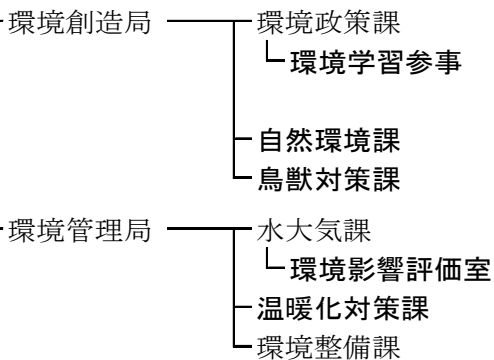 環境創造局 環境政策課
環境学習参事
自然環境課
鳥獣対策課
環境管理局 水大気課
環境影響評価室
温暖化対策課
環境整備課